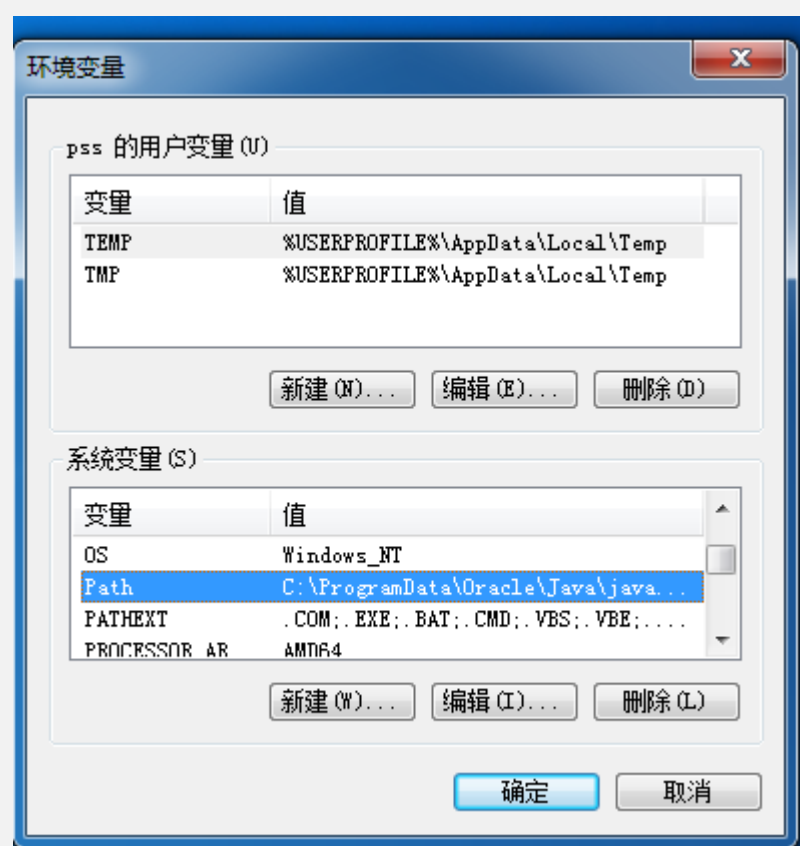 环境变量
pss 的用户变量(U)
变量 值
TEMP %USERPROFILE%\AppData\Local\Temp
TMP %USERPROFILE%\AppData\Local\Temp
新建(N)... 编辑(E)... 删除(D)
系统变量(S)
变量 值
OS Windows_NT
Path C:\ProgramData\Oracle\Java\java...
PATHEXT .COM;.EXE;.BAT;.CMD;.VBS;.VBE;....
PROCESSOR_AR AMD64
新建(W)... 编辑(I)... 删除(L)
确定 取消